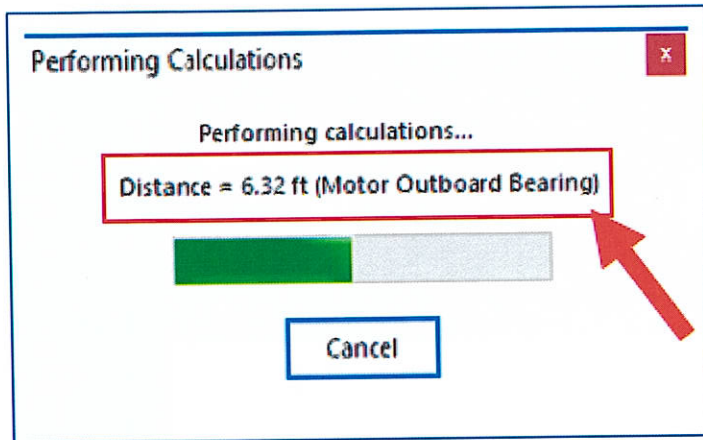 Performing Calculations
x
Performing calculations...
Distance = 6.32 ft (Motor Outboard Bearing)
Cancel